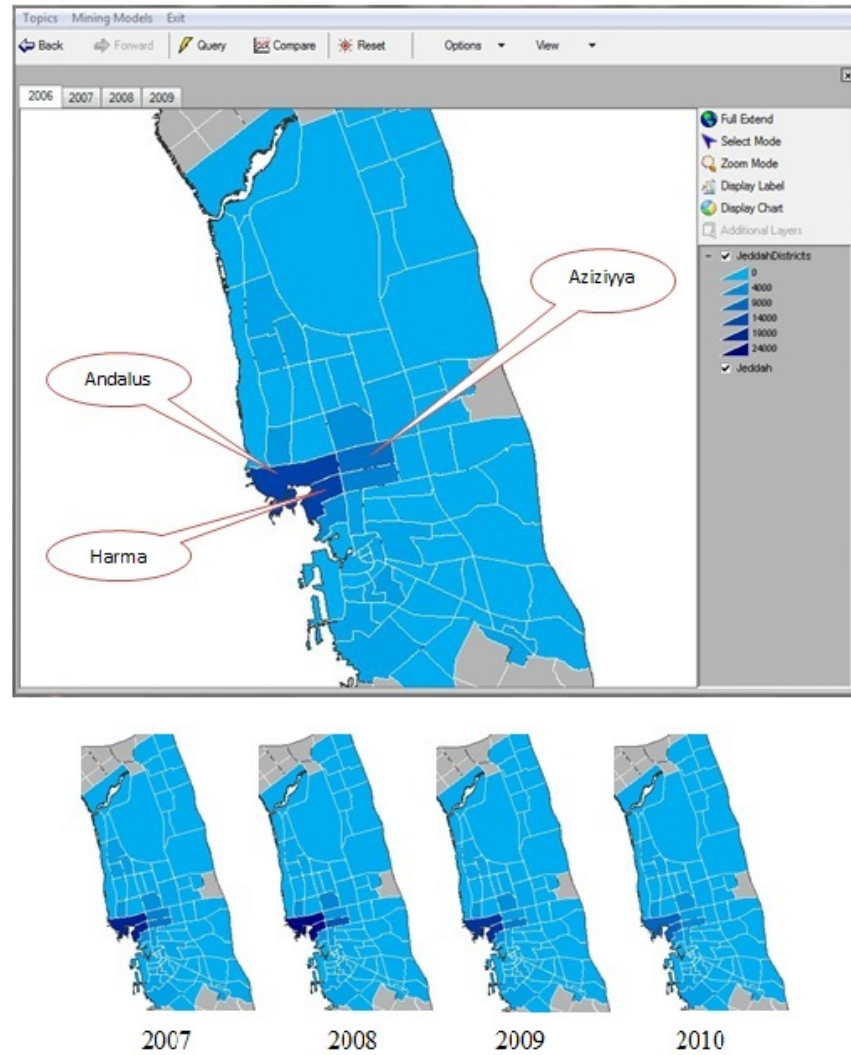 Topics Mining Models Exit
Back Forward Query Compare Reset Options View
2006 2007 2008 2009
Full Extend
Select Mode
Zoom Mode
Display Label
Display Chart
Additional Layers
JeddahDistricts
0
4000
9000
14000
19000
24000
Jeddah
Aziziyya
Andalus
Harma
2007 2008 2009 2010